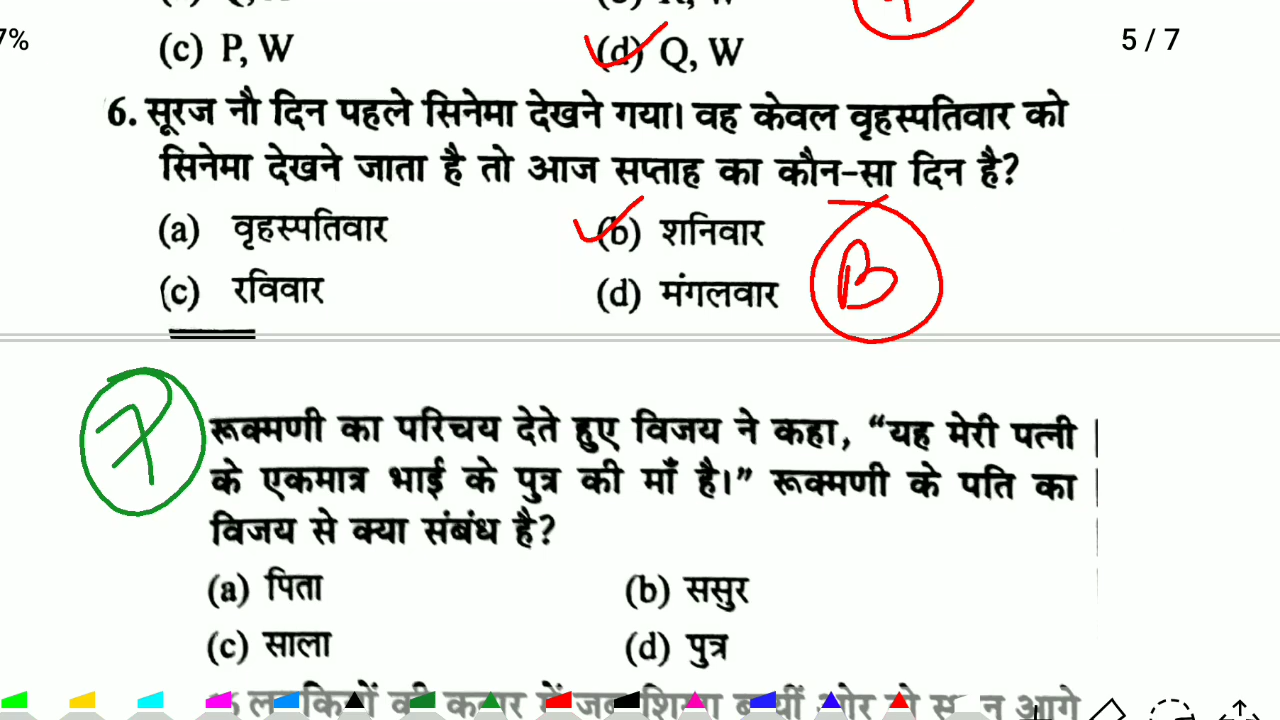 7%
5 / 7
(c) P, W (d) Q, W
6. सूरज नौ दिन पहले सिनेमा देखने गया। वह केवल वृहस्पतिवार को
सिनेमा देखने जाता है तो आज सप्ताह का कौन-सा दिन है?
(a) वृहस्पतिवार (b) शनिवार
(c) रविवार (d) मंगलवार
B
7
रूक्मणी का परिचय देते हुए विजय ने कहा, “यह मेरी पत्नी
के एकमात्र भाई के पुत्र की माँ है।” रूक्मणी के पति का
विजय से क्या संबंध है?
(a) पिता (b) ससुर
(c) साला (d) पुत्र